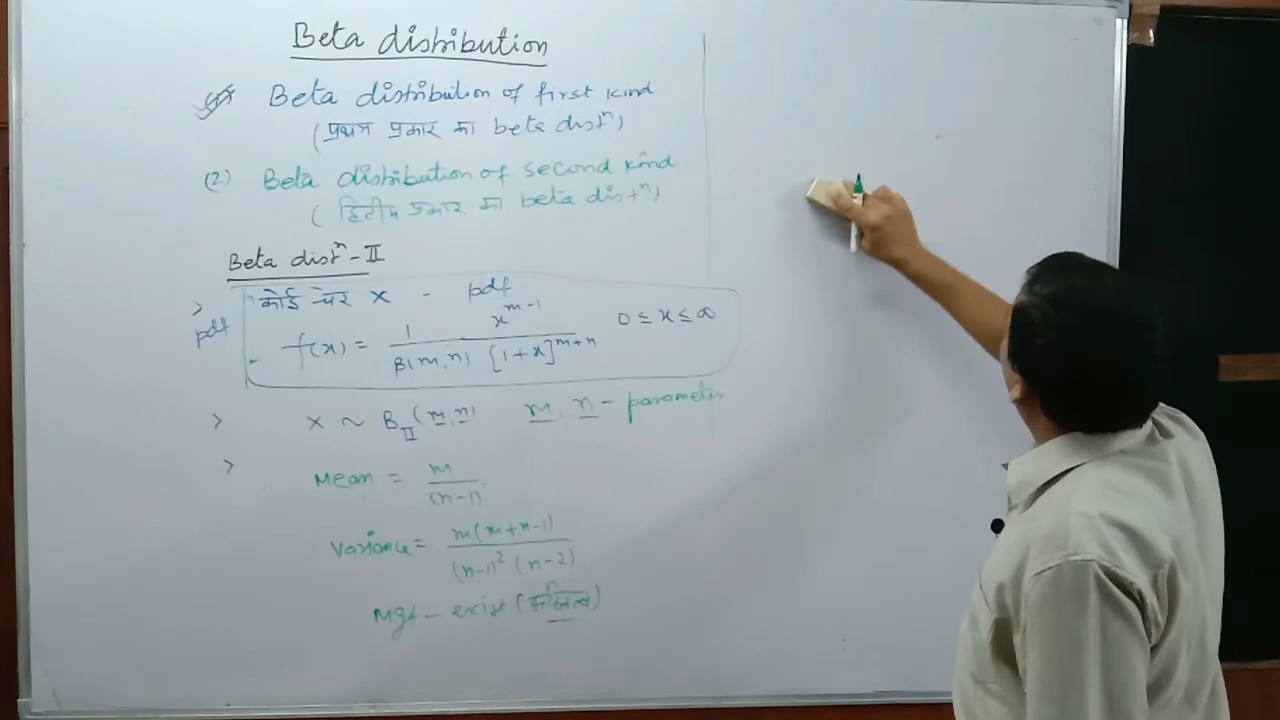 Beta distribution
Beta distribution of first kind
(प्रथम प्रकार का beta distⁿ)
(2) Beta distribution of second kind
(द्वितीय प्रकार का beta distⁿ)
Beta distⁿ - II
> कोई चर x - pdf
pdf f(x) = 1/β(m,n) x^(m-1)/[1+x]^(m+n) 0 ≤ x ≤ ∞
> x ~ B_II(m,n) m, n - parameter
> Mean = m/(n-1)
Variance = m(m+n-1)/(n-1)² (n-2)
Mgf - exist (अस्तित्व)